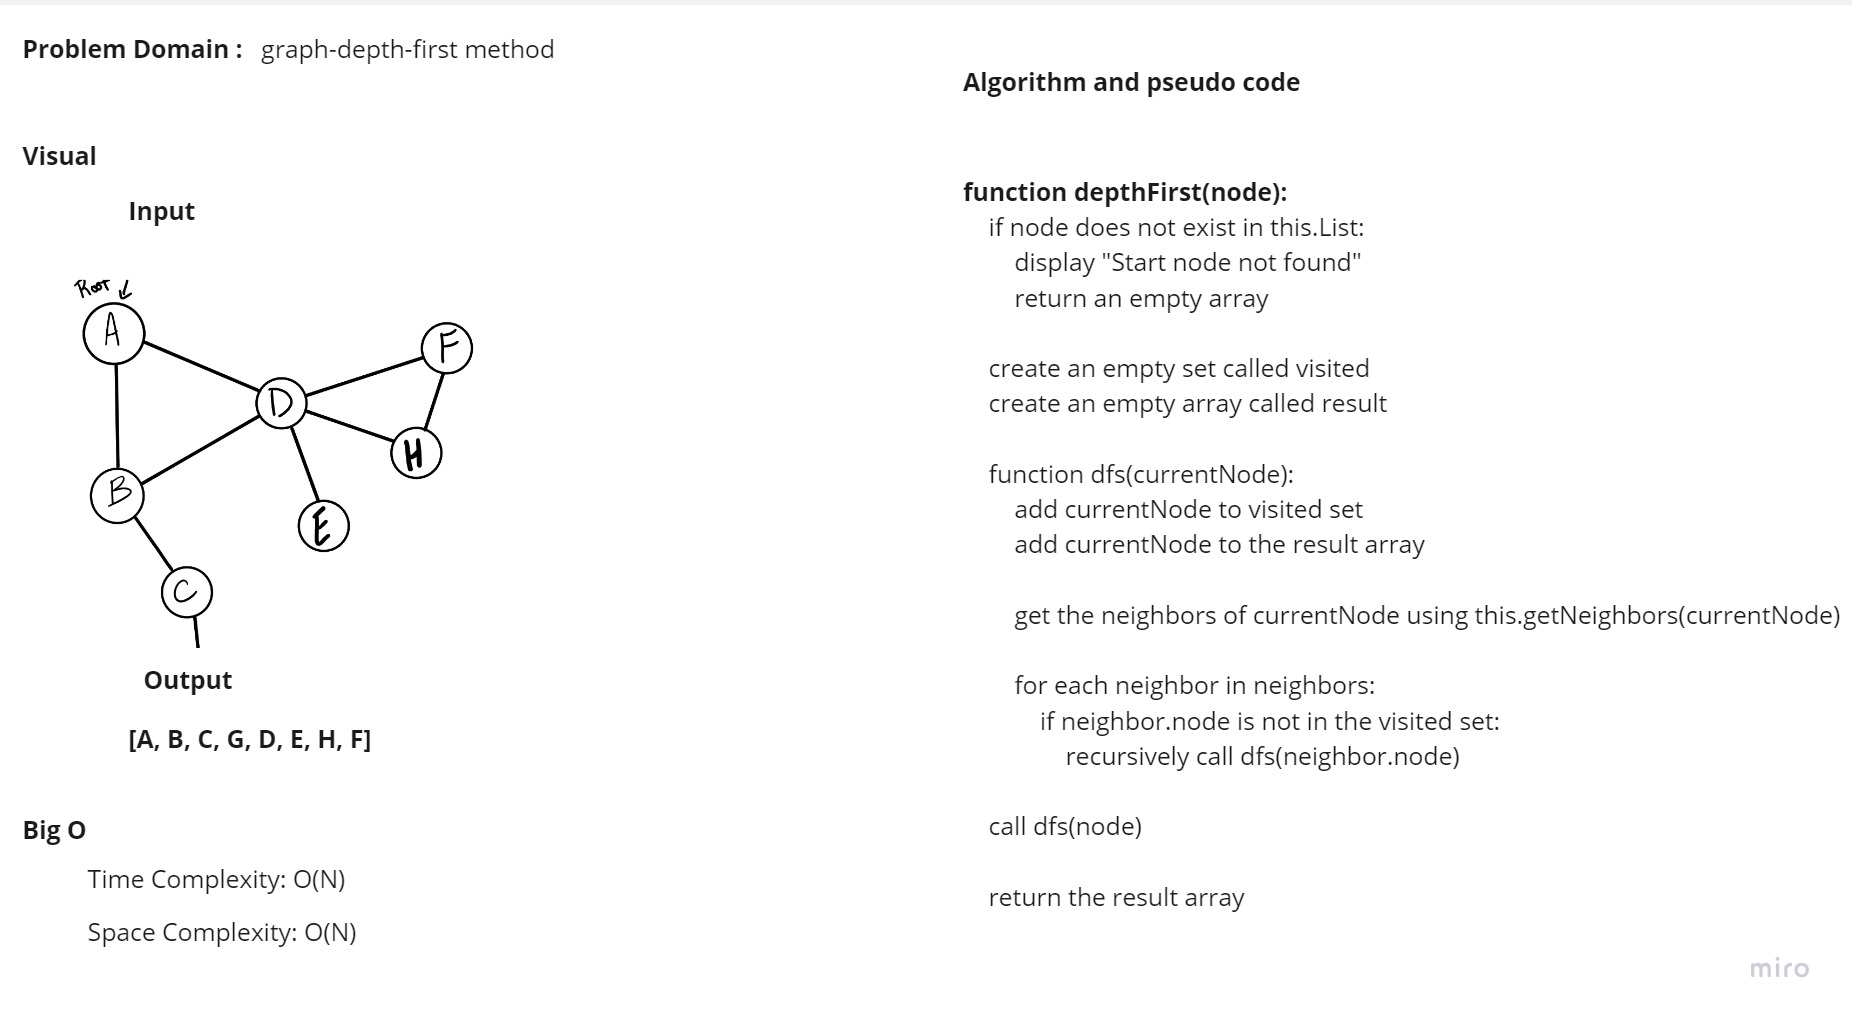 Problem Domain : graph-depth-first method
Visual
Input
Root
A
F
D
H
B
E
C
Output
[A, B, C, G, D, E, H, F]
Big O
Time Complexity: O(N)
Space Complexity: O(N)
Algorithm and pseudo code
function depthFirst(node):
if node does not exist in this.List:
display "Start node not found"
return an empty array
create an empty set called visited
create an empty array called result
function dfs(currentNode):
add currentNode to visited set
add currentNode to the result array
get the neighbors of currentNode using this.getNeighbors(currentNode)
for each neighbor in neighbors:
if neighbor.node is not in the visited set:
recursively call dfs(neighbor.node)
call dfs(node)
return the result array
miro